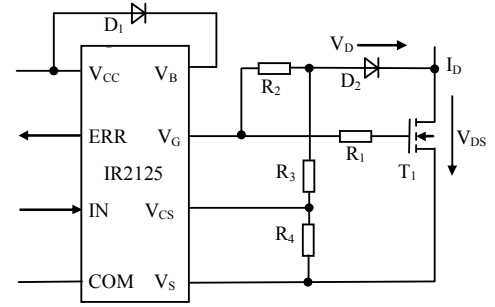 D1
VD
VCC VB
R2
D2
ID
ERR VG
R1
VDS
IR2125
R3
T1
IN VCS
R4
COM VS